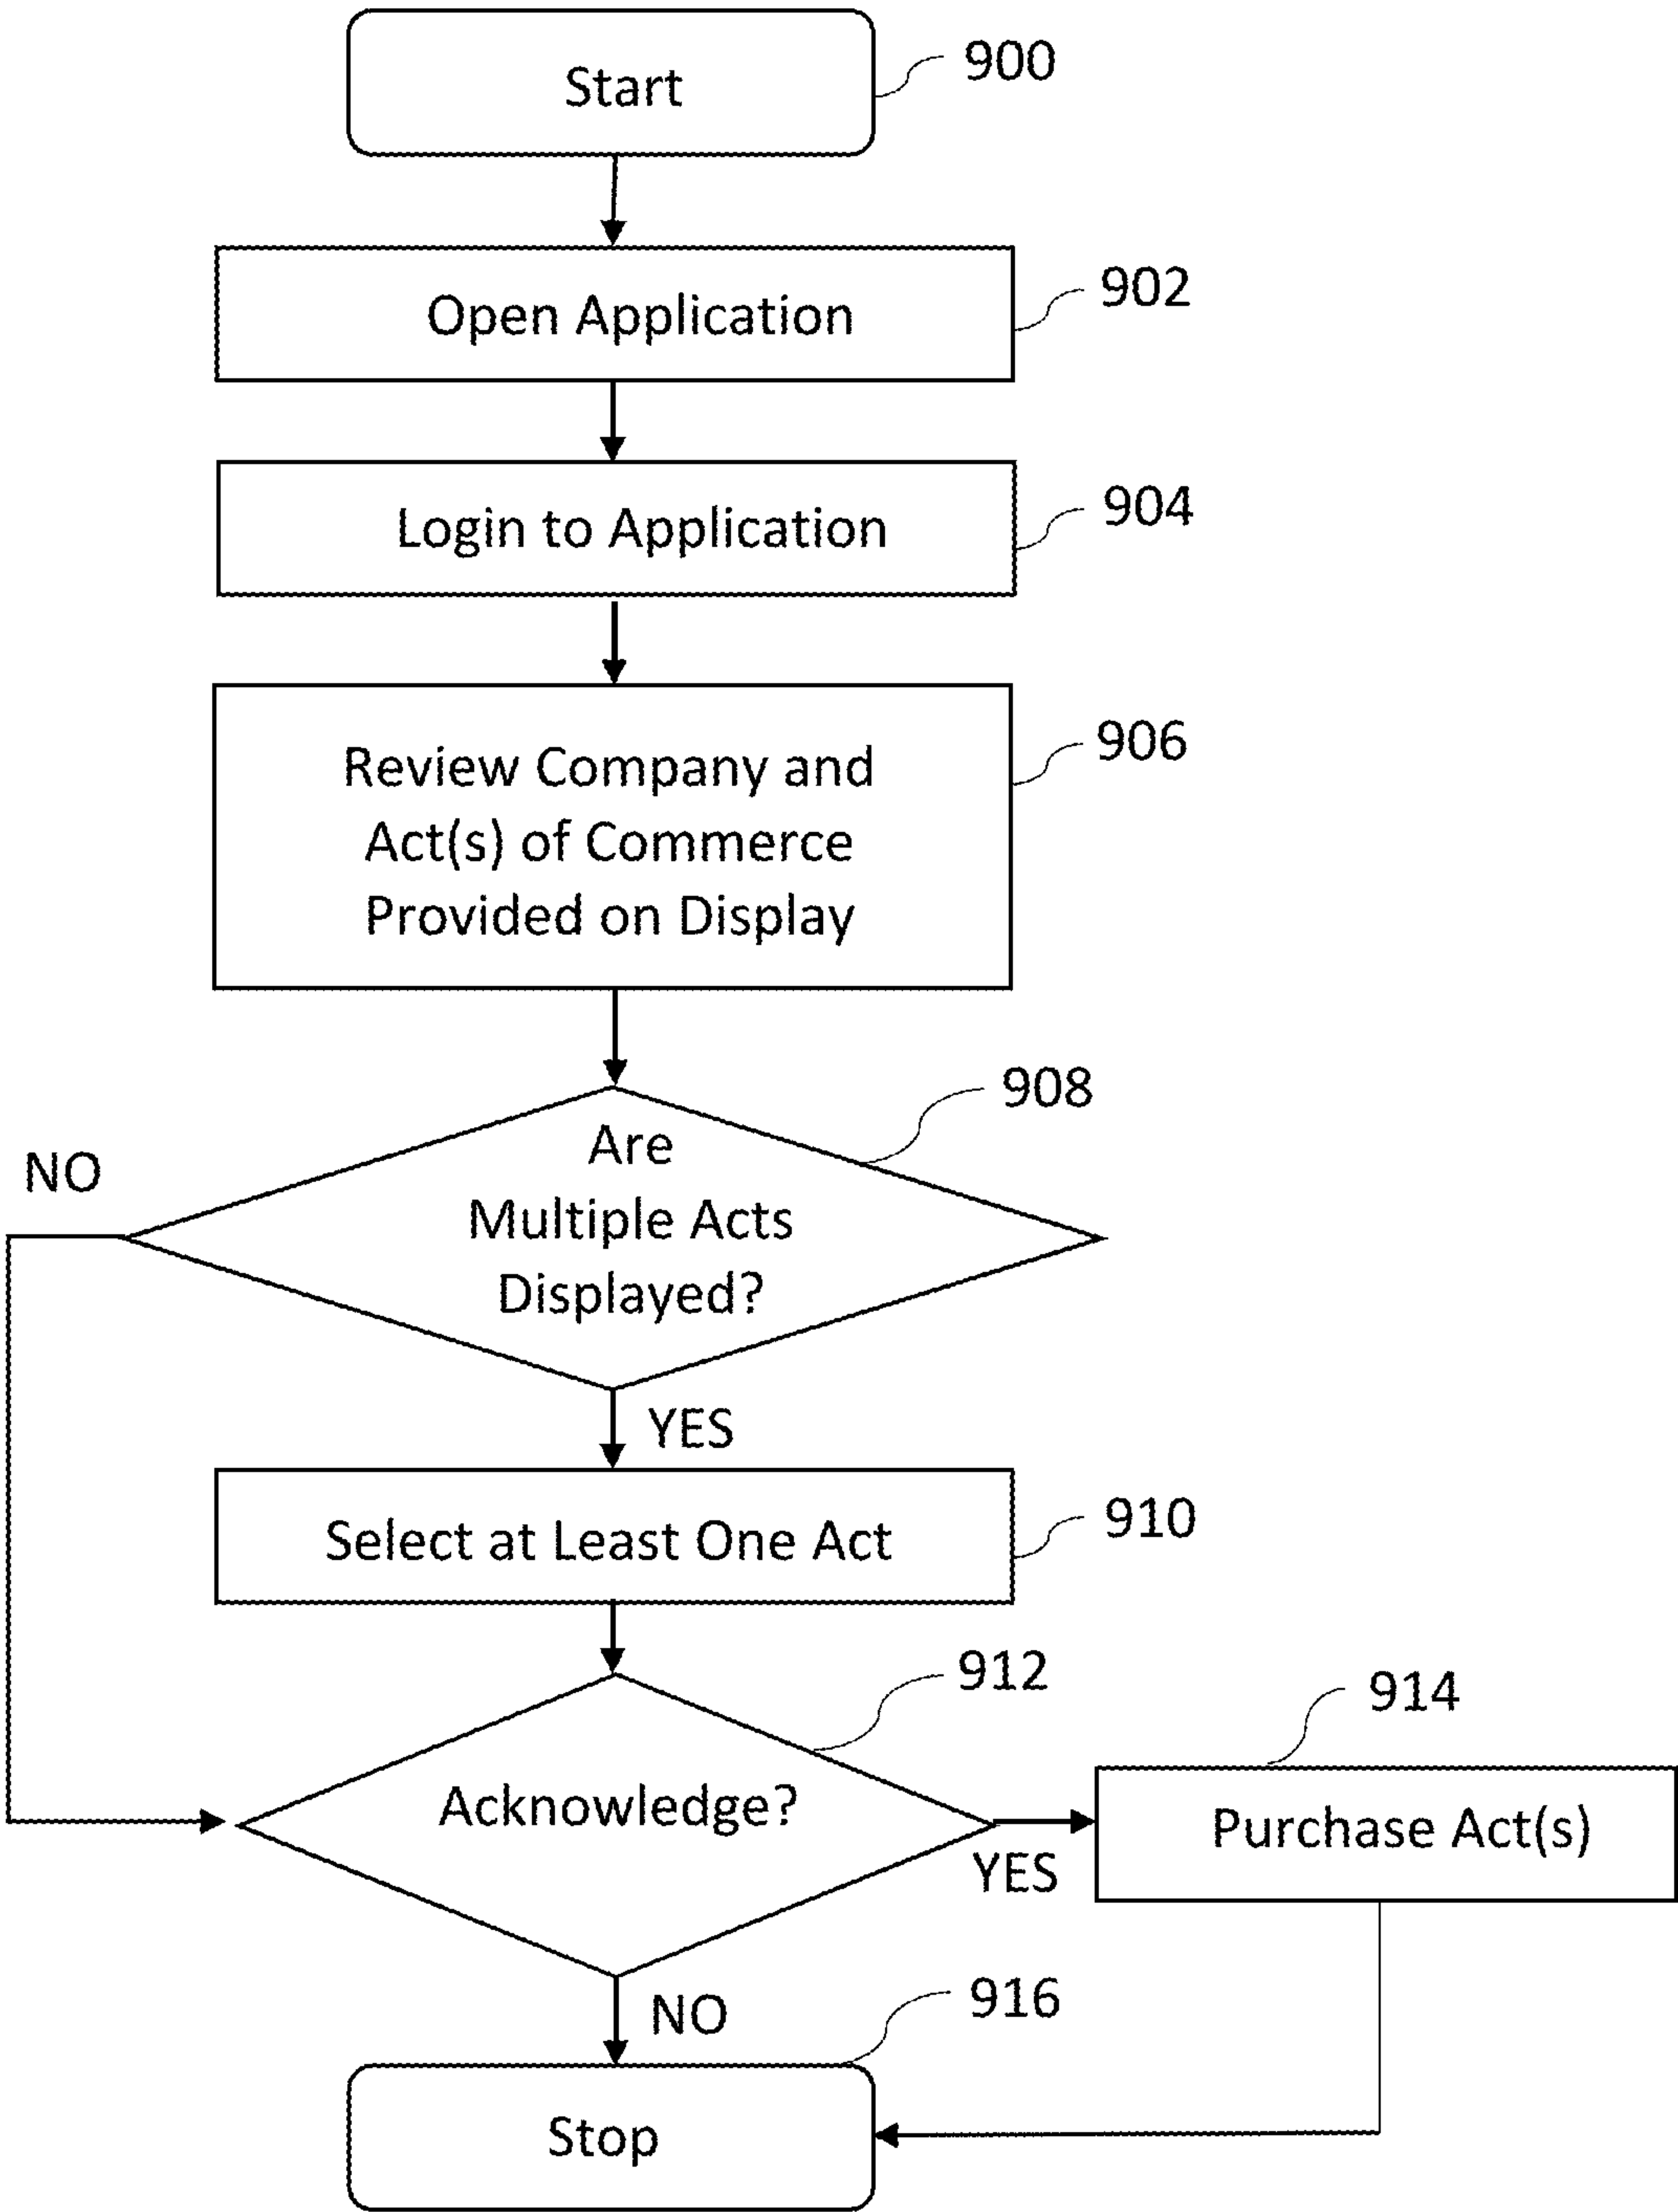 Start
900
Open Application
902
Login to Application
904
Review Company and
Act(s) of Commerce
Provided on Display
906
Are
Multiple Acts
Displayed?
908
NO
YES
Select at Least One Act
910
Acknowledge?
912
YES
Purchase Act(s)
914
NO
Stop
916